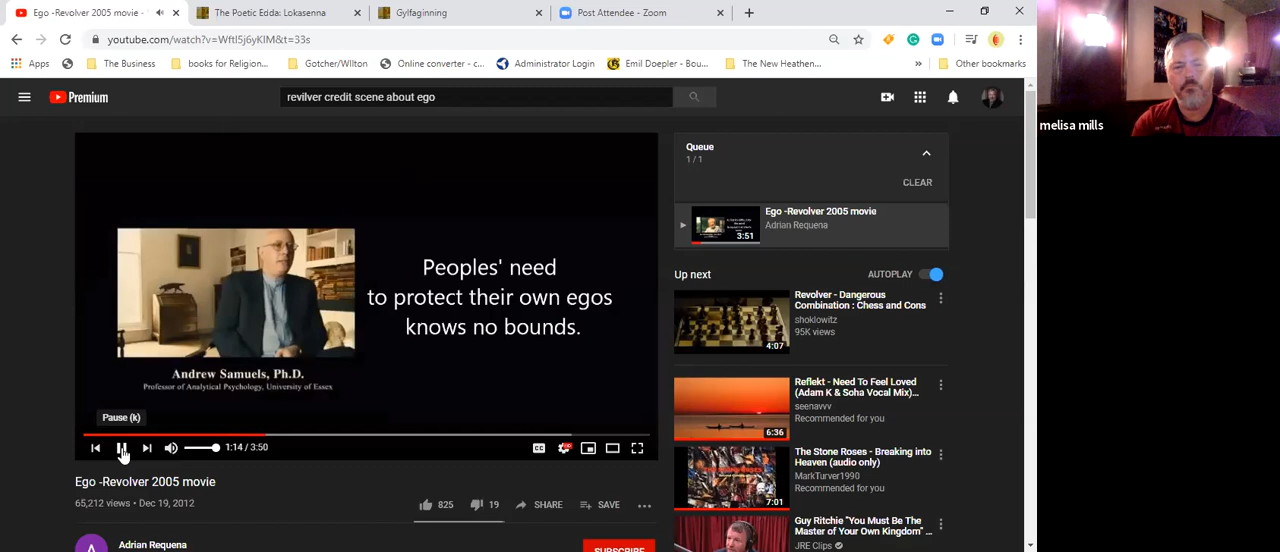 Ego -Revolver 2005 movie -
The Poetic Edda: Lokasenna
Gylfaginning
Post Attendee - Zoom
youtube.com/watch?v=Wftl5j6yKIM&t=33s
Apps
The Business
books for Religion...
Gotcher/WIlton
Online converter - c...
Administrator Login
Emil Doepler - Bou...
The New Heathen...
Other bookmarks
melisa mills
Premium
revilver credit scene about ego
Queue
1 / 1
CLEAR
Ego -Revolver 2005 movie
Adrian Requena
3:51
Peoples' need
to protect their own egos
knows no bounds.
Andrew Samuels, Ph.D.
Professor of Analytical Psychology, University of Essex
Pause (k)
1:14 / 3:50
CC
HD
Up next
AUTOPLAY
Revolver - Dangerous
Combination : Chess and Cons
shoklowitz
95K views
4:07
Reflekt - Need To Feel Loved
(Adam K & Soha Vocal Mix)...
seenavv
Recommended for you
6:36
The Stone Roses - Breaking into
Heaven (audio only)
MarkTurver1990
Recommended for you
7:01
Guy Ritchie "You Must Be The
Master of Your Own Kingdom" ...
JRE Clips
Ego -Revolver 2005 movie
65,212 views • Dec 19, 2012
825
19
SHARE
SAVE
A
Adrian Requena
SUBSCRIBE